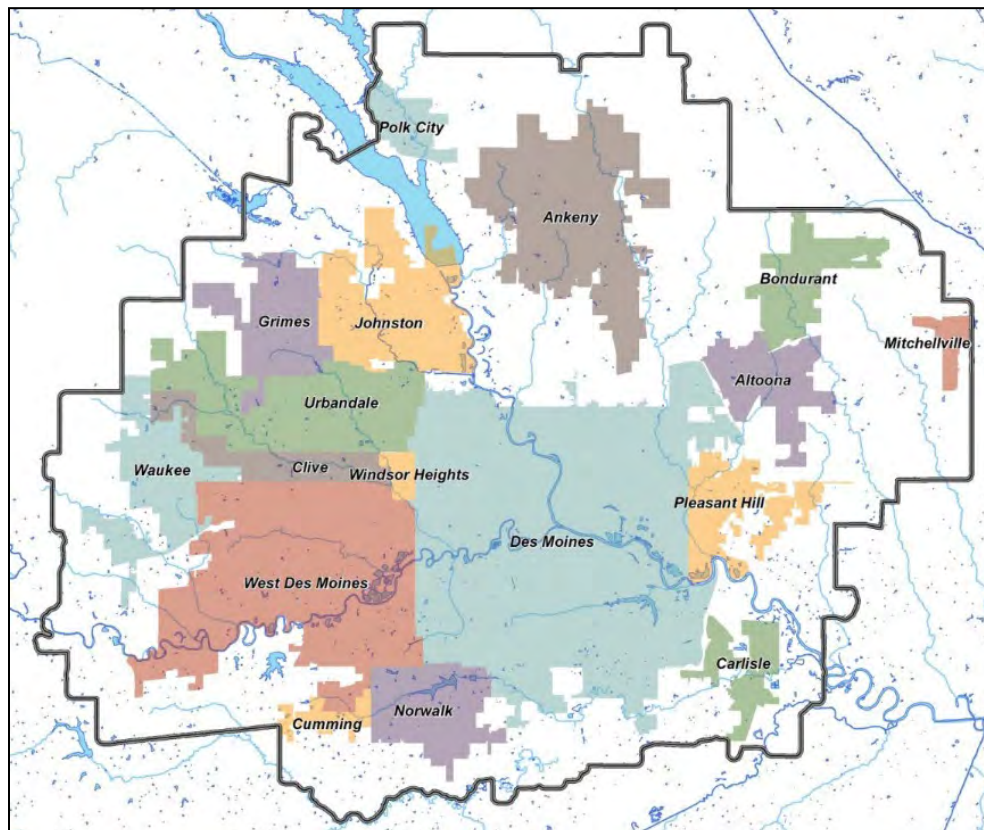 Polk City
Ankeny
Bondurant
Grimes
Johnston
Mitchellville
Altoona
Urbandale
Waukee
Clive
Windsor Heights
Pleasant Hill
Des Moines
West Des Moines
Carlisle
Norwalk
Cumming